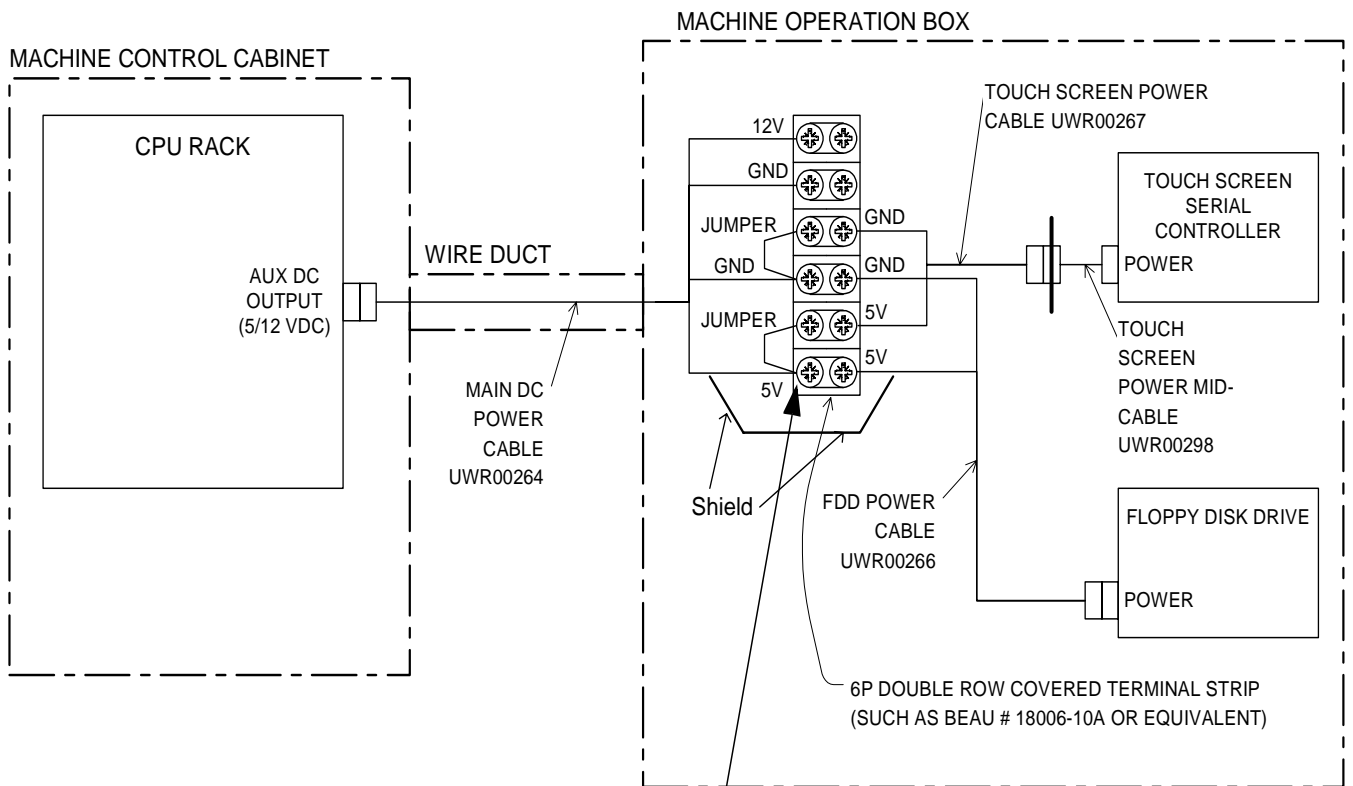 MACHINE OPERATION BOX
MACHINE CONTROL CABINET
CPU RACK
AUX DC
OUTPUT
(5/12 VDC)
WIRE DUCT
MAIN DC
POWER
CABLE
UWR00264
12V
GND
JUMPER
GND
JUMPER
5V
GND
GND
5V
5V
Shield
TOUCH SCREEN POWER
CABLE UWR00267
TOUCH SCREEN
SERIAL
CONTROLLER
POWER
TOUCH
SCREEN
POWER MID-
CABLE
UWR00298
FDD POWER
CABLE
UWR00266
FLOPPY DISK DRIVE
POWER
6P DOUBLE ROW COVERED TERMINAL STRIP
(SUCH AS BEAU # 18006-10A OR EQUIVALENT)